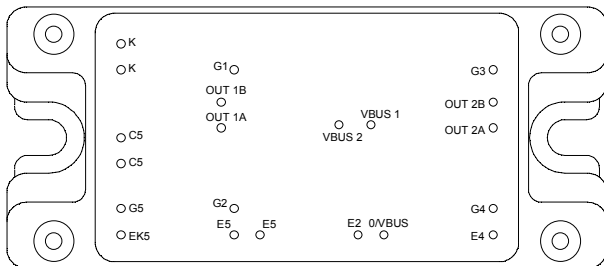 K
K
G1
G3
OUT 1B
OUT 2B
OUT 1A
VBUS 1
VBUS 2
OUT 2A
C5
C5
G5
G2
G4
EK5
E5
E5
E2
0/VBUS
E4